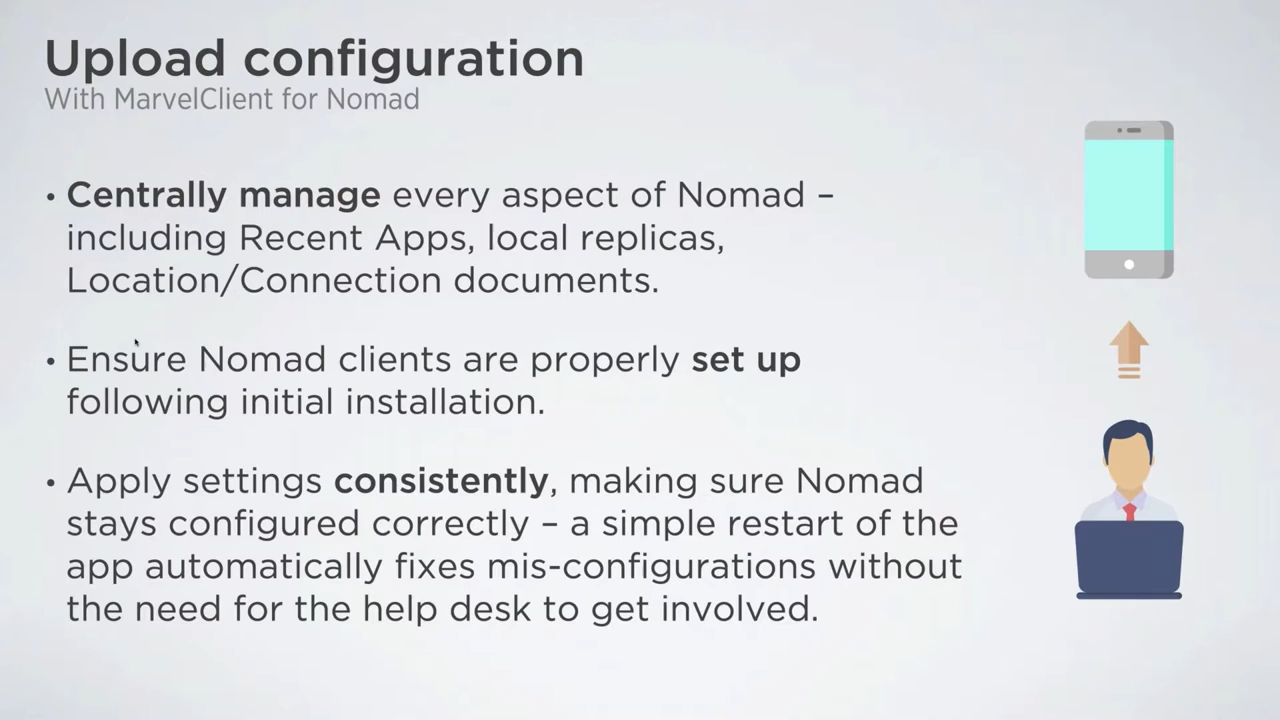 Upload configuration
With MarvelClient for Nomad
• Centrally manage every aspect of Nomad –
including Recent Apps, local replicas,
Location/Connection documents.
• Ensure Nomad clients are properly set up
following initial installation.
• Apply settings consistently, making sure Nomad
stays configured correctly – a simple restart of the
app automatically fixes mis-configurations without
the need for the help desk to get involved.